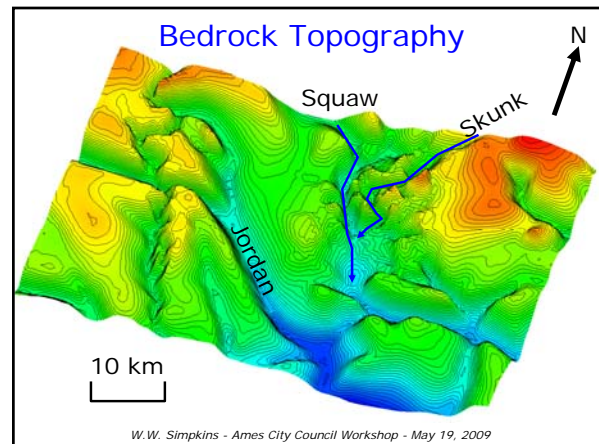 Bedrock Topography
N
Squaw
Skunk
Jordan
10 km
W.W. Simpkins - Ames City Council Workshop - May 19, 2009